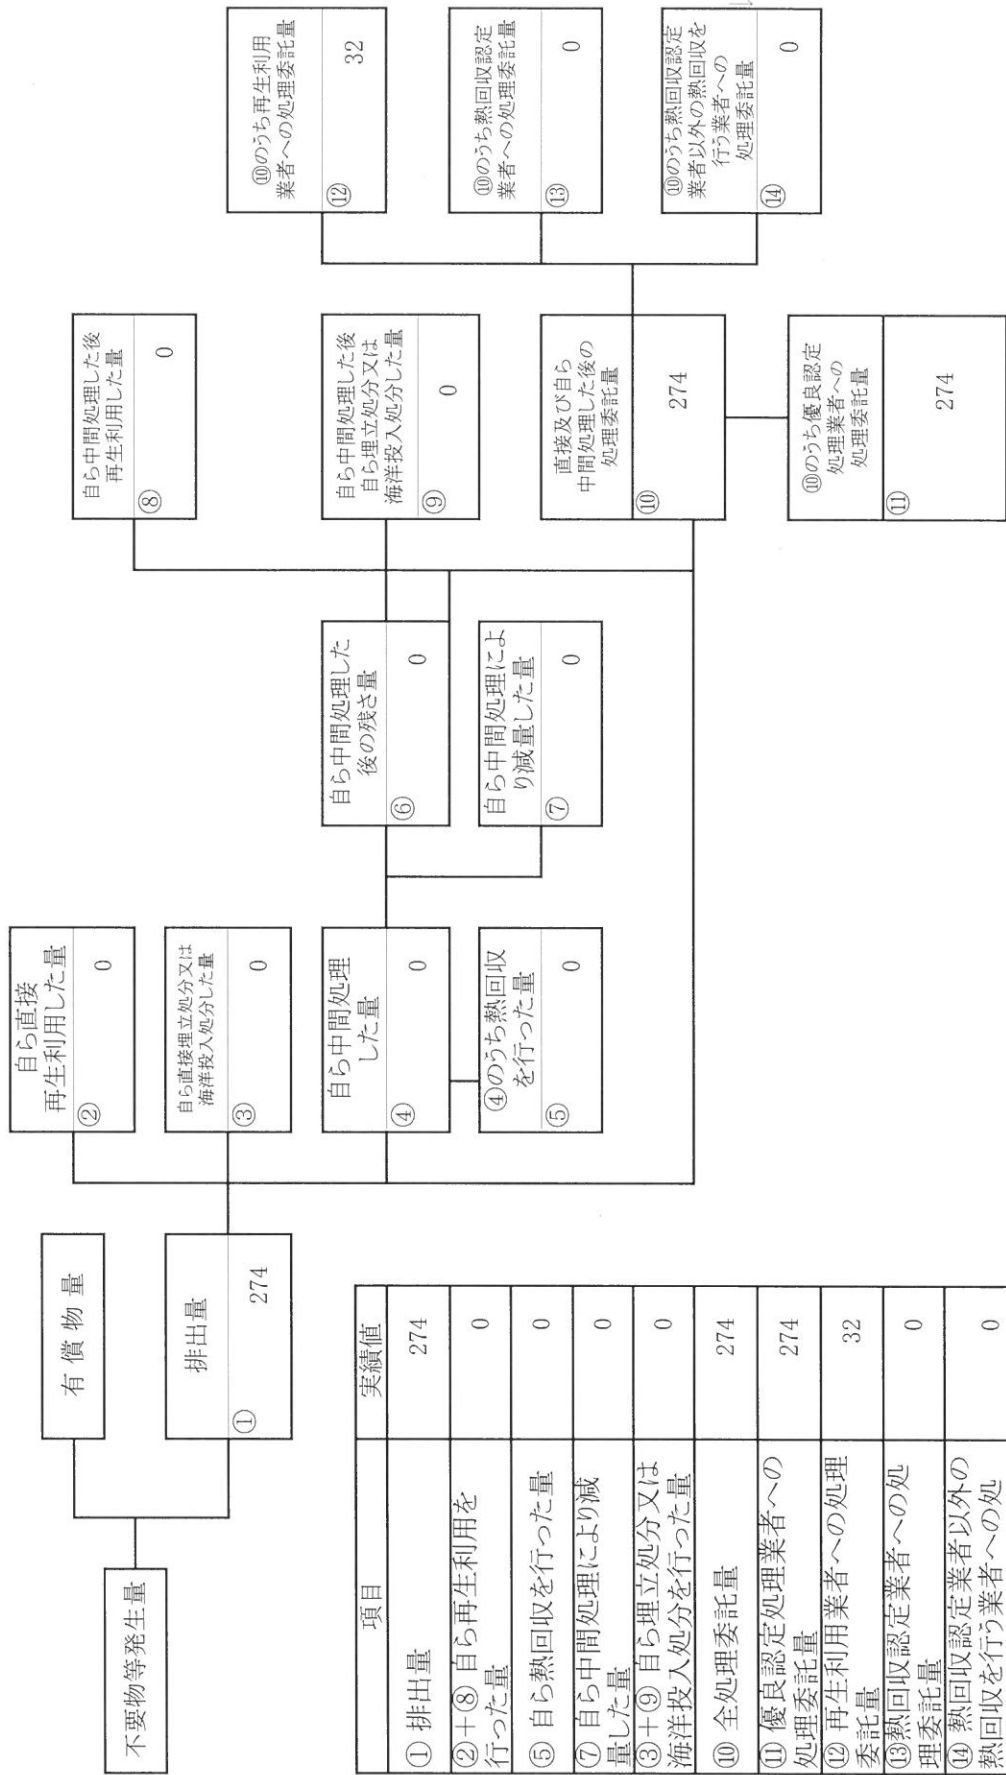 不要物等発生量
有償物量
排出量
①
274
自ら直接
再生利用した量
②
0
自ら直接埋立処分又は
海洋投入処分した量
③
0
自ら中間処理
した量
④
0
④のうち熱回収
を行った量
⑤
0
自ら中間処理した
後の残さ量
⑥
0
自ら中間処理によ
り減量した量
⑦
0
自ら中間処理した後
再生利用した量
⑧
0
自ら中間処理した後
自ら埋立処分又は
海洋投入処分した量
⑨
0
直接及び自ら
中間処理した後の
処理委託量
⑩
274
⑩のうち優良認定
処理業者への
処理委託量
⑪
274
⑩のうち再生利用
業者への処理委託量
⑫
32
⑩のうち熱回収認定
業者への処理委託量
⑬
0
⑩のうち熱回収認定
業者以外の熱回収を
行う業者への
処理委託量
⑭
0
項目 実績値
① 排出量 274
②+⑧ 自ら再生利用を
行った量 0
⑤ 自ら熱回収を行った量 0
⑦ 自ら中間処理により減
量した量 0
③+⑨ 自ら埋立処分又は
海洋投入処分を行った量 0
⑩ 全処理委託量 274
⑪ 優良認定処理業者への
処理委託量 274
⑫ 再生利用業者への処理
委託量 32
⑬熱回収認定業者への処
理委託量 0
⑭ 熱回収認定業者以外の
熱回収を行う業者への処 0